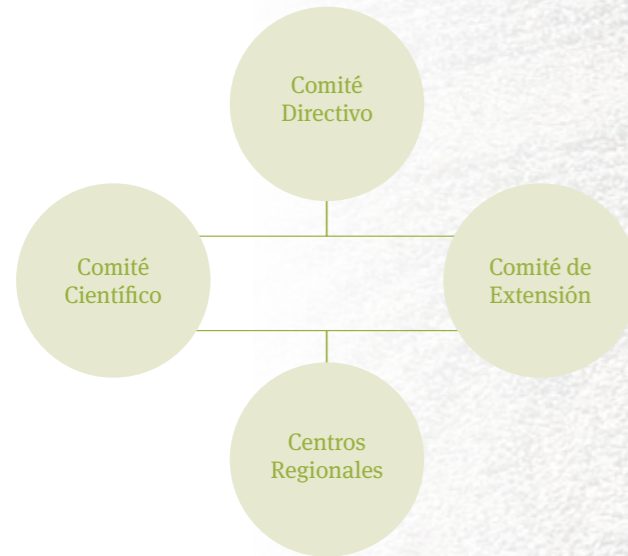 Comité
Directivo
Comité
Científico
Comité de
Extensión
Centros
Regionales